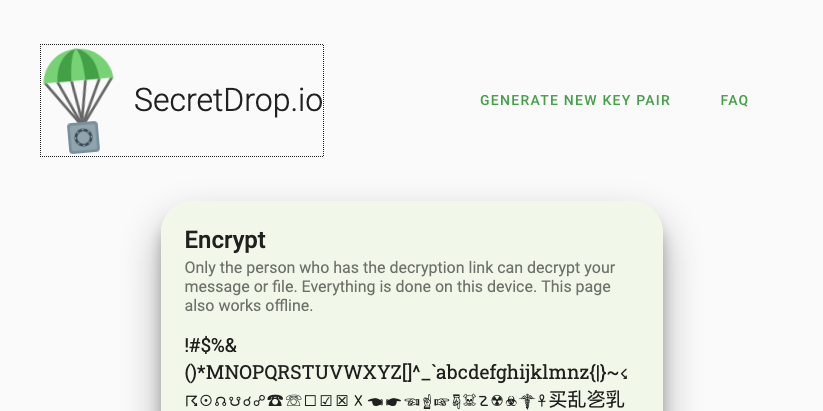 SecretDrop.io
GENERATE NEW KEY PAIR
FAQ
Encrypt
Only the person who has the decryption link can decrypt your
message or file. Everything is done on this device. This page
also works offline.
!#$%&
()*MNOPQRSTUVWXYZ[]^_`abcdefghijklmnz{|}~
☈☉☊☋☌☍☎☏☐☑☒☓☚☛☜☝☞☟☠☡☢☣☤⚨买乱乲乳